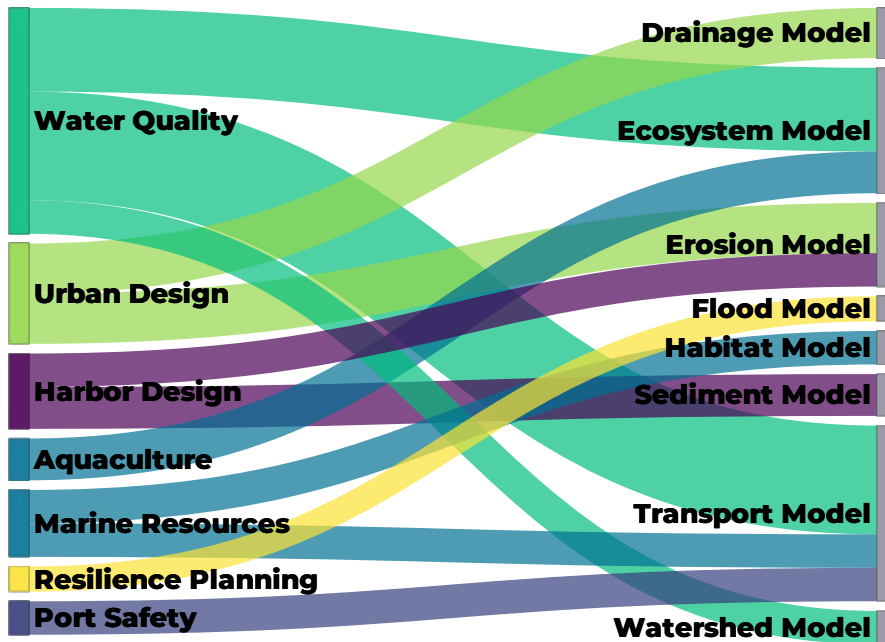 Water Quality
Urban Design
Harbor Design
Aquaculture
Marine Resources
Resilience Planning
Port Safety
Drainage Model
Ecosystem Model
Erosion Model
Flood Model
Habitat Model
Sediment Model
Transport Model
Watershed Model